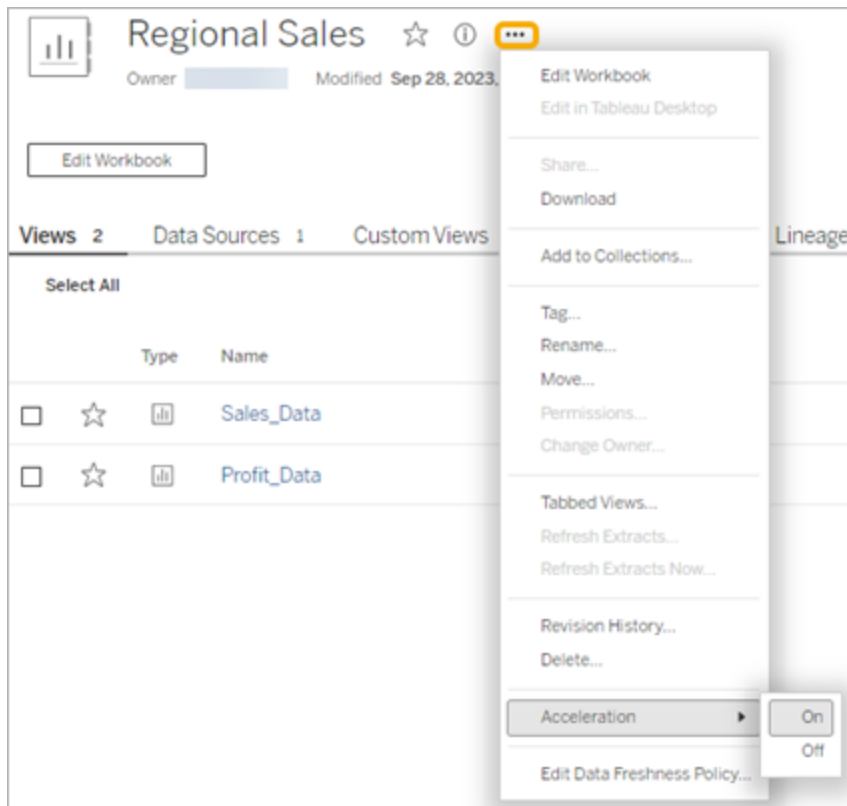 Regional Sales
Owner
Modified Sep 28, 2023,
Edit Workbook
Views 2
Data Sources 1
Custom Views
Lineage
Select All
Type
Name
Sales_Data
Profit_Data
Edit Workbook
Edit in Tableau Desktop
Share...
Download
Add to Collections...
Tag...
Rename...
Move...
Permissions...
Change Owner...
Tabbed Views...
Refresh Extracts...
Refresh Extracts Now...
Revision History...
Delete...
Acceleration
On
Off
Edit Data Freshness Policy...